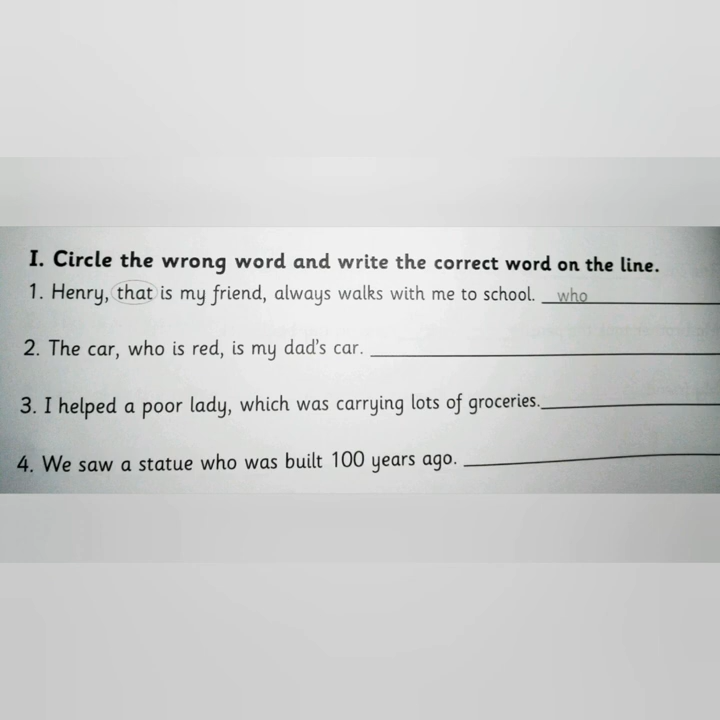 I. Circle the wrong word and write the correct word on the line.
1. Henry, that is my friend, always walks with me to school. who
2. The car, who is red, is my dad's car.
3. I helped a poor lady, which was carrying lots of groceries.
4. We saw a statue who was built 100 years ago.